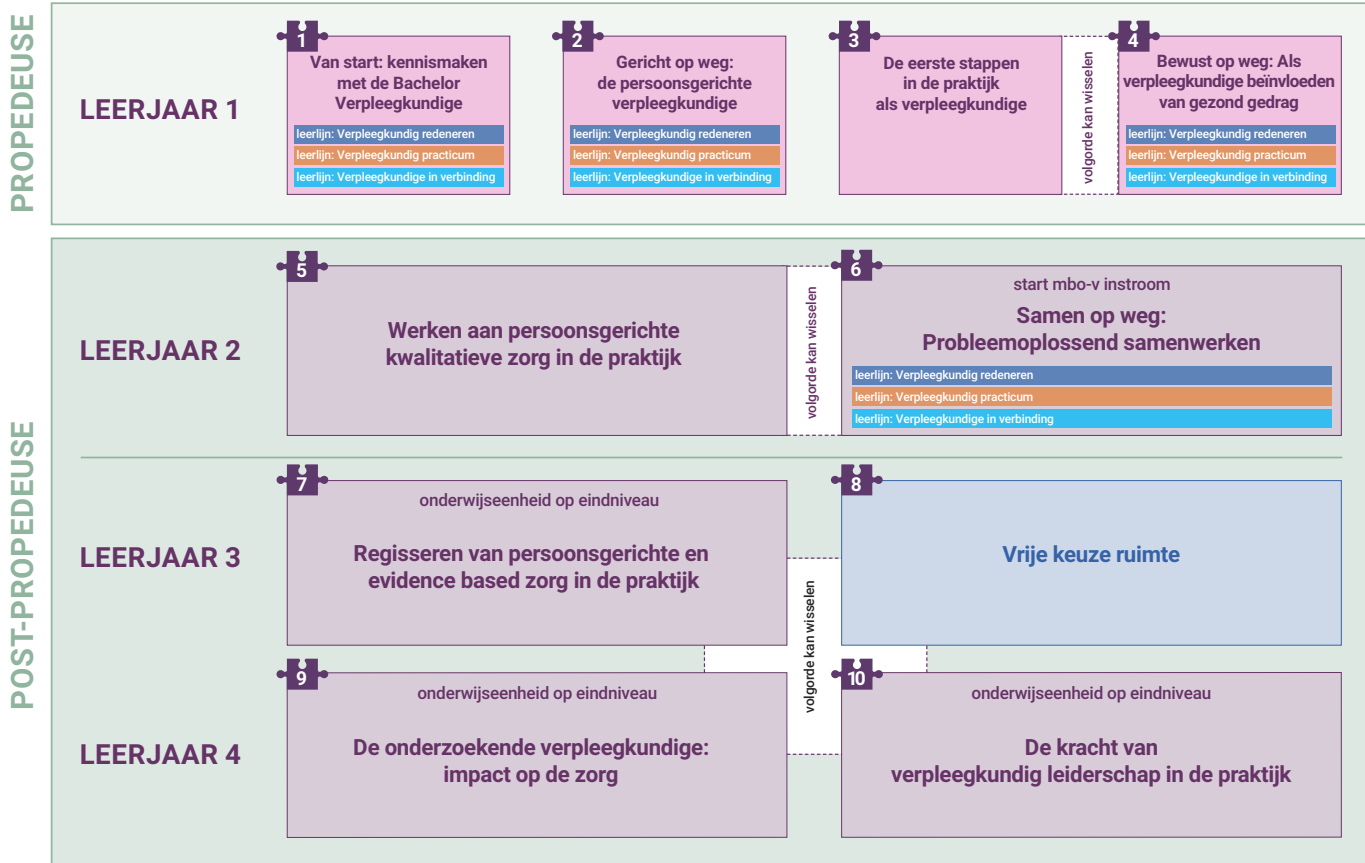 PROPEDEUSE
LEERJAAR 1
1
Van start: kennismaken
met de Bachelor
Verpleegkundige
leerlijn: Verpleegkundig redeneren
leerlijn: Verpleegkundig practicum
leerlijn: Verpleegkundige in verbinding
2
Gericht op weg:
de persoonsgerichte
verpleegkundige
leerlijn: Verpleegkundig redeneren
leerlijn: Verpleegkundig practicum
leerlijn: Verpleegkundige in verbinding
3
De eerste stappen
in de praktijk
als verpleegkundige
volgorde kan wisselen
4
Bewust op weg: Als
verpleegkundige beïnvloeden
van gezond gedrag
leerlijn: Verpleegkundig redeneren
leerlijn: Verpleegkundig practicum
leerlijn: Verpleegkundige in verbinding
POST-PROPEDEUSE
LEERJAAR 2
5
Werken aan persoonsgerichte
kwalitatieve zorg in de praktijk
volgorde kan wisselen
6
start mbo-v instroom
Samen op weg:
Probleemoplossend samenwerken
leerlijn: Verpleegkundig redeneren
leerlijn: Verpleegkundig practicum
leerlijn: Verpleegkundige in verbinding
LEERJAAR 3
7
onderwijseenheid op eindniveau
Regisseren van persoonsgerichte en
evidence based zorg in de praktijk
8
Vrije keuze ruimte
volgorde kan wisselen
LEERJAAR 4
9
onderwijseenheid op eindniveau
De onderzoekende verpleegkundige:
impact op de zorg
10
onderwijseenheid op eindniveau
De kracht van
verpleegkundig leiderschap in de praktijk